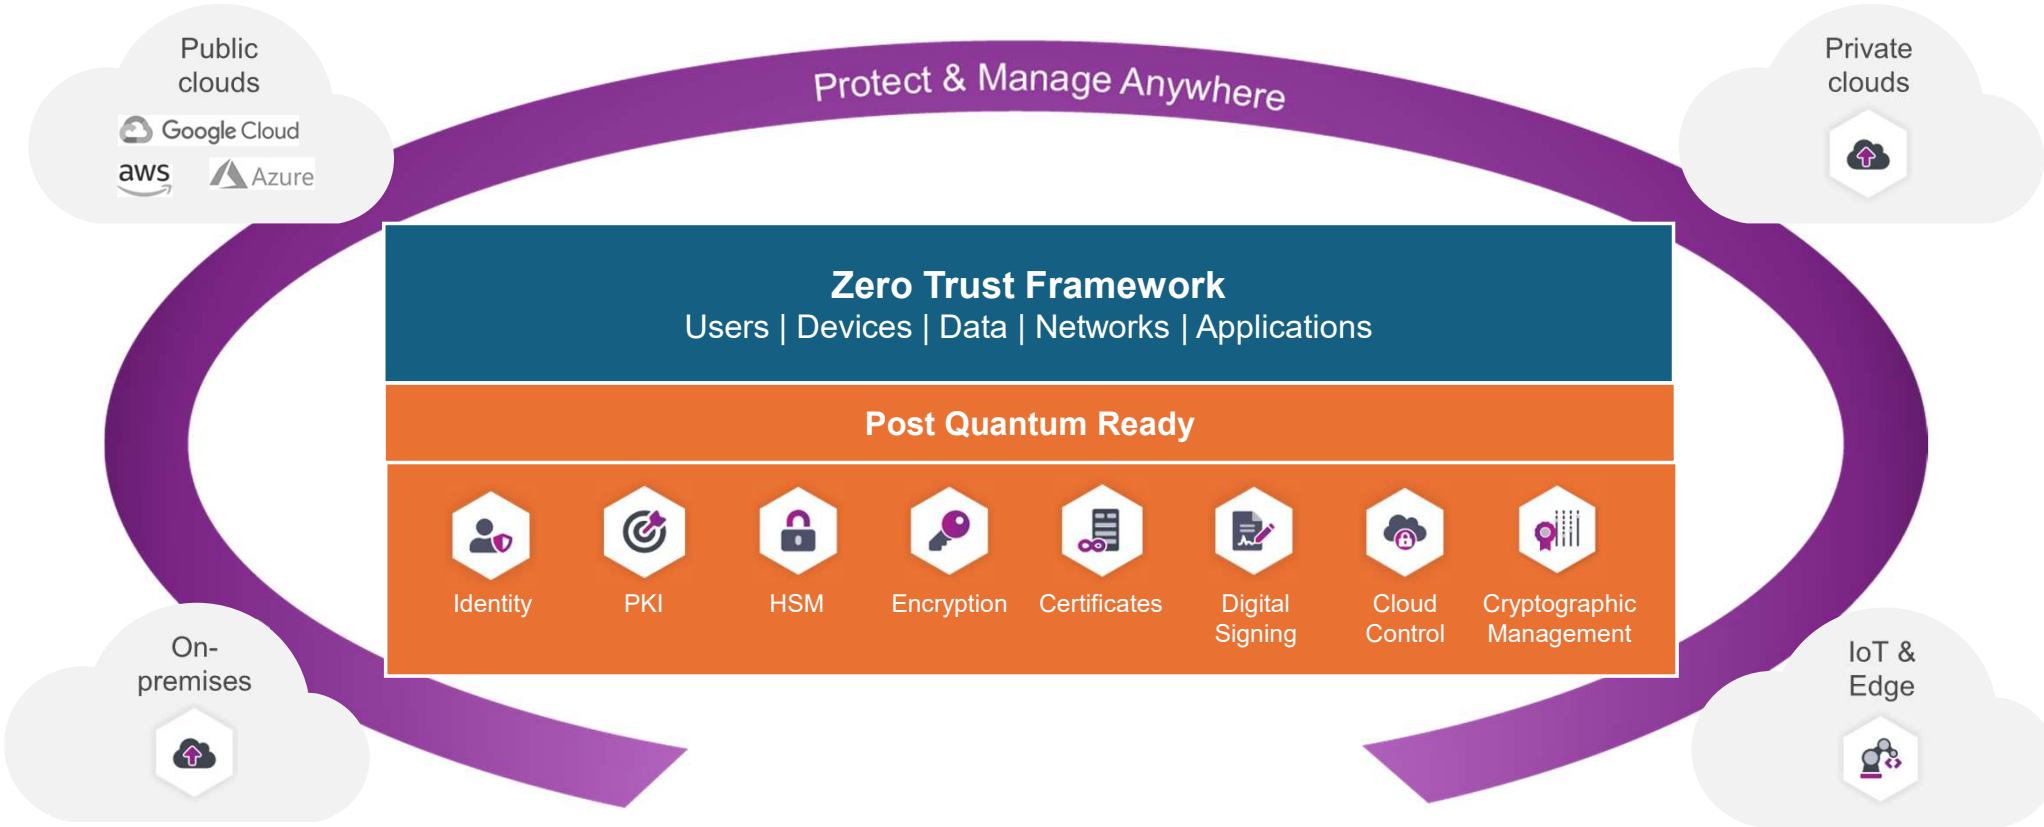 Public
clouds
Google Cloud
aws
Azure
Protect & Manage Anywhere
Private
clouds
Zero Trust Framework
Users | Devices | Data | Networks | Applications
Post Quantum Ready
Identity
PKI
HSM
Encryption
Certificates
Digital
Signing
Cloud
Control
Cryptographic
Management
On-
premises
IoT &
Edge